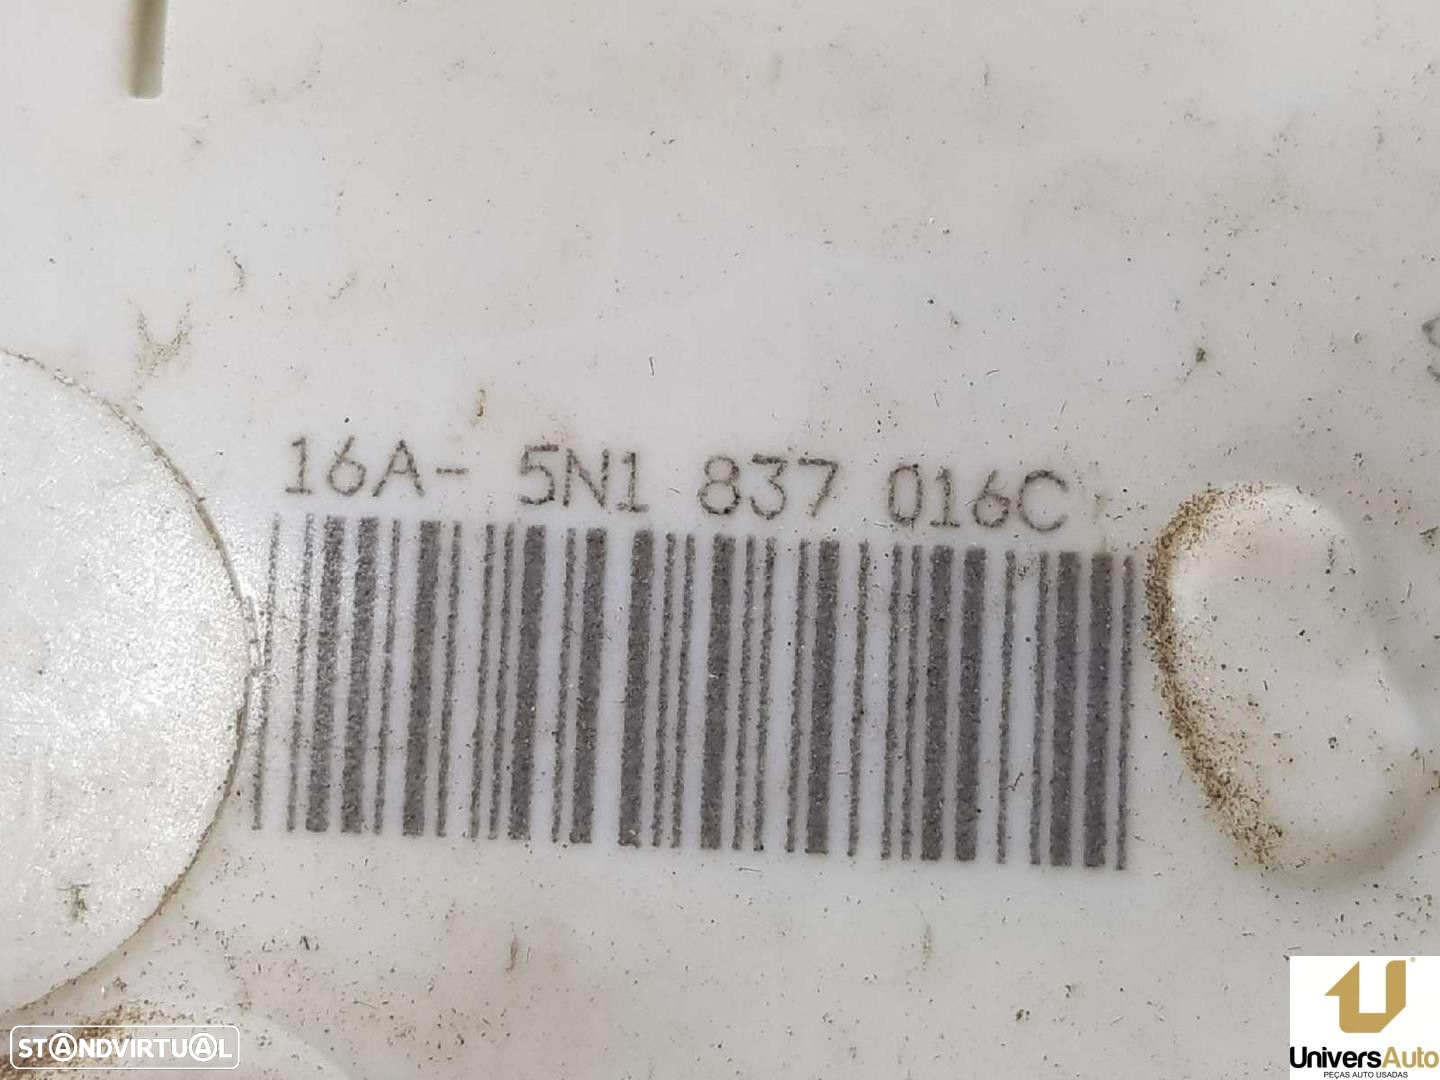 16A- 5N1 837 016C
STANDVIRTUAL
UniversAuto
PEÇAS AUTO USADAS